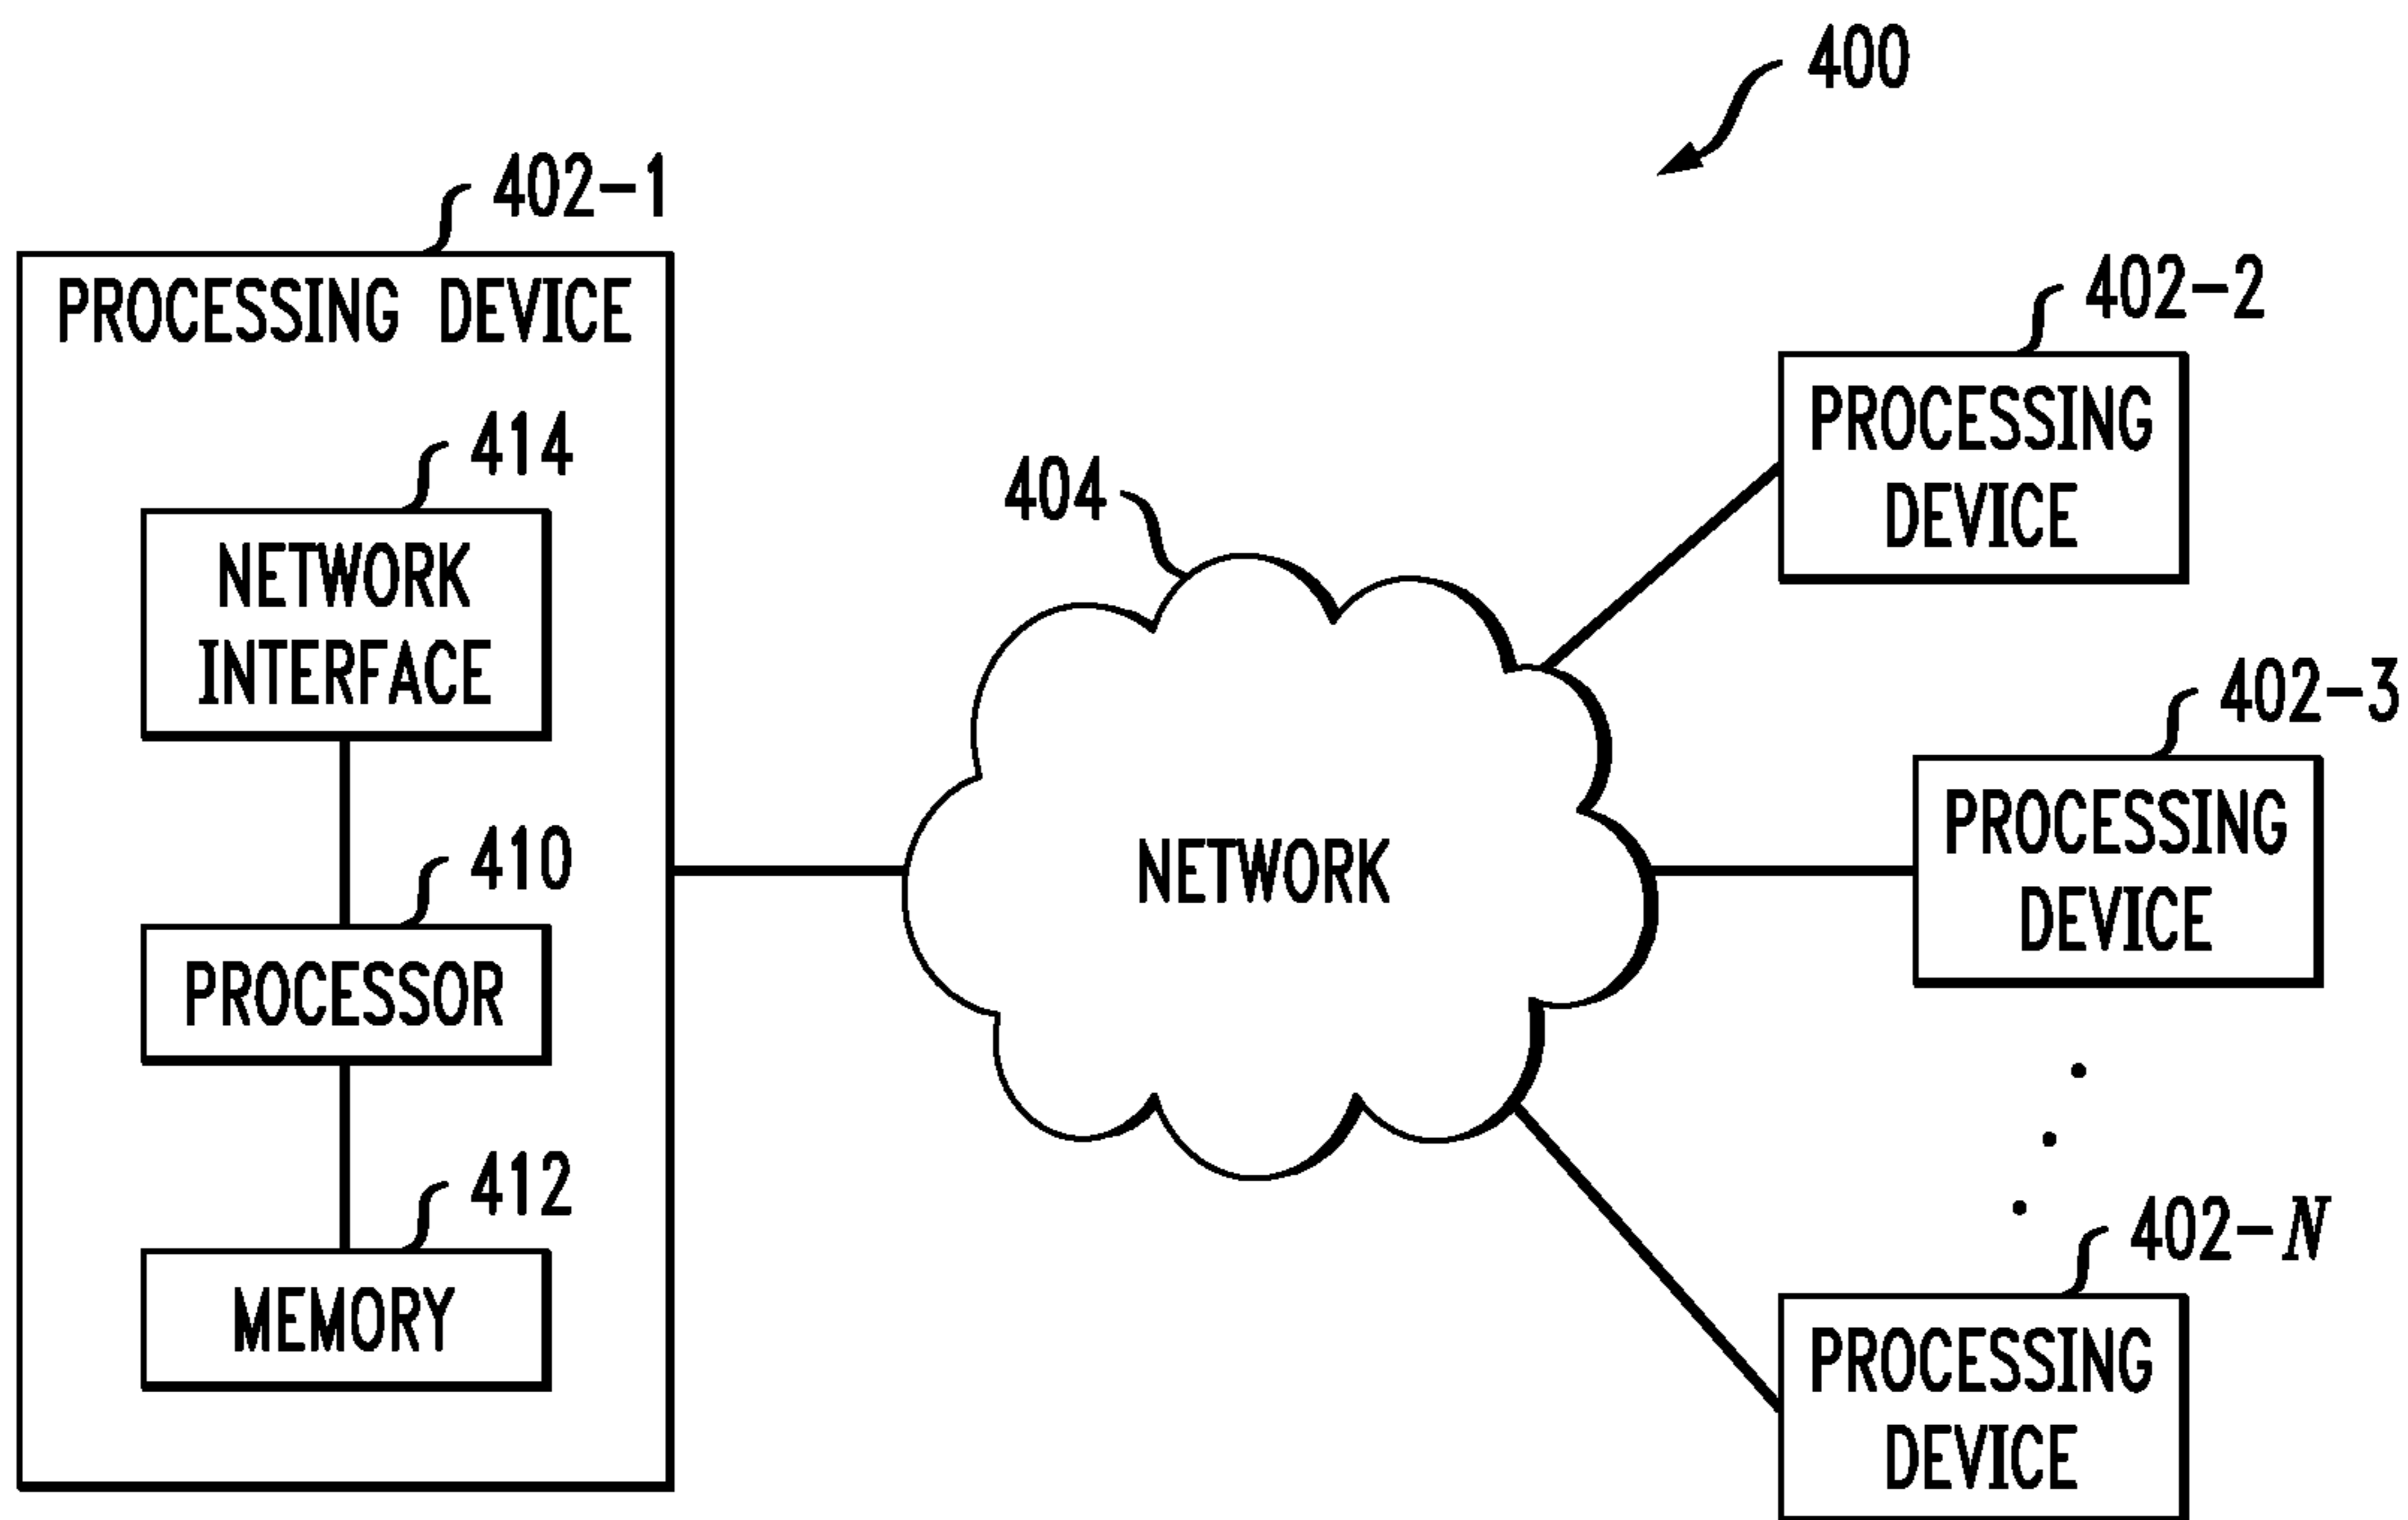 400
402-1
PROCESSING DEVICE
414
NETWORK
INTERFACE
410
PROCESSOR
412
MEMORY
404
NETWORK
402-2
PROCESSING
DEVICE
402-3
PROCESSING
DEVICE
402-N
PROCESSING
DEVICE